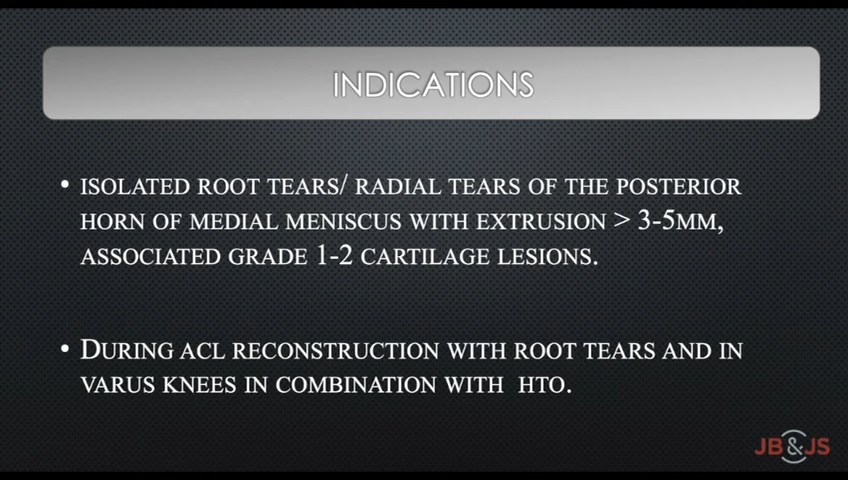 INDICATIONS
• ISOLATED ROOT TEARS/ RADIAL TEARS OF THE POSTERIOR
HORN OF MEDIAL MENISCUS WITH EXTRUSION > 3-5MM,
ASSOCIATED GRADE 1-2 CARTILAGE LESIONS.
• DURING ACL RECONSTRUCTION WITH ROOT TEARS AND IN
VARUS KNEES IN COMBINATION WITH HTO.
JB&JS